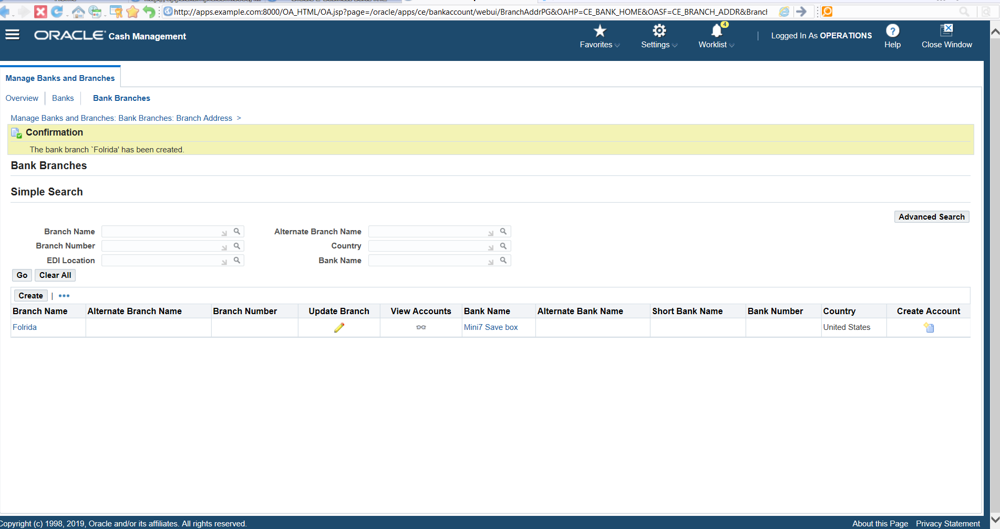 http://apps.example.com:8000/OA_HTML/OA.jsp?page=/oracle/apps/ce/bankaccount/webui/BranchAddrPG&OAHP=CE_BANK_HOME&OASF=CE_BRANCH_ADDR&Branch
ORACLE Cash Management
4
Favorites Settings Worklist Logged In As OPERATIONS Help Close Window
Manage Banks and Branches
Overview Banks Bank Branches
Manage Banks and Branches: Bank Branches: Branch Address >
Confirmation
The bank branch `Folrida' has been created.
Bank Branches
Simple Search
Advanced Search
Branch Name Alternate Branch Name
Branch Number Country
EDI Location Bank Name
Go Clear All
Create | •••
Branch Name Alternate Branch Name Branch Number Update Branch View Accounts Bank Name Alternate Bank Name Short Bank Name Bank Number Country Create Account
Folrida Mini7 Save box United States
Copyright (c) 1998, 2019, Oracle and/or its affiliates. All rights reserved. About this Page Privacy Statement